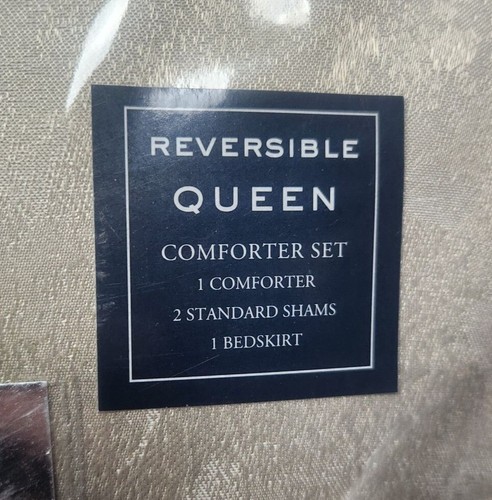 REVERSIBLE
QUEEN
COMFORTER SET
1 COMFORTER
2 STANDARD SHAMS
1 BEDSKIRT